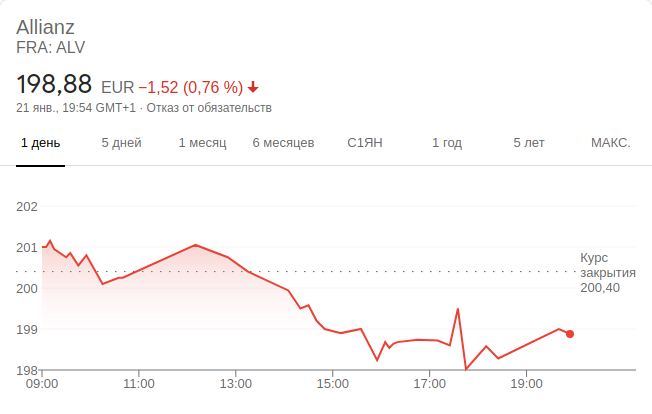 Allianz
FRA: ALV
198,88 EUR −1,52 (0,76 %)
21 янв., 19:54 GMT+1 · Отказ от обязательств
1 день 5 дней 1 месяц 6 месяцев С1ЯН 1 год 5 лет МАКС.
202
201
Курс
закрытия
200,40
200
199
198
09:00 11:00 13:00 15:00 17:00 19:00